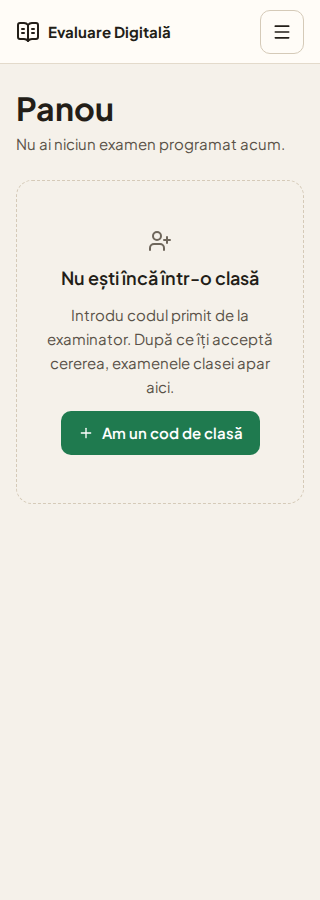 Evaluare Digitală
Panou
Nu ai niciun examen programat acum.
Nu ești încă într-o clasă
Introdu codul primit de la
examinator. După ce îți acceptă
cererea, examenele clasei apar
aici.
Am un cod de clasă